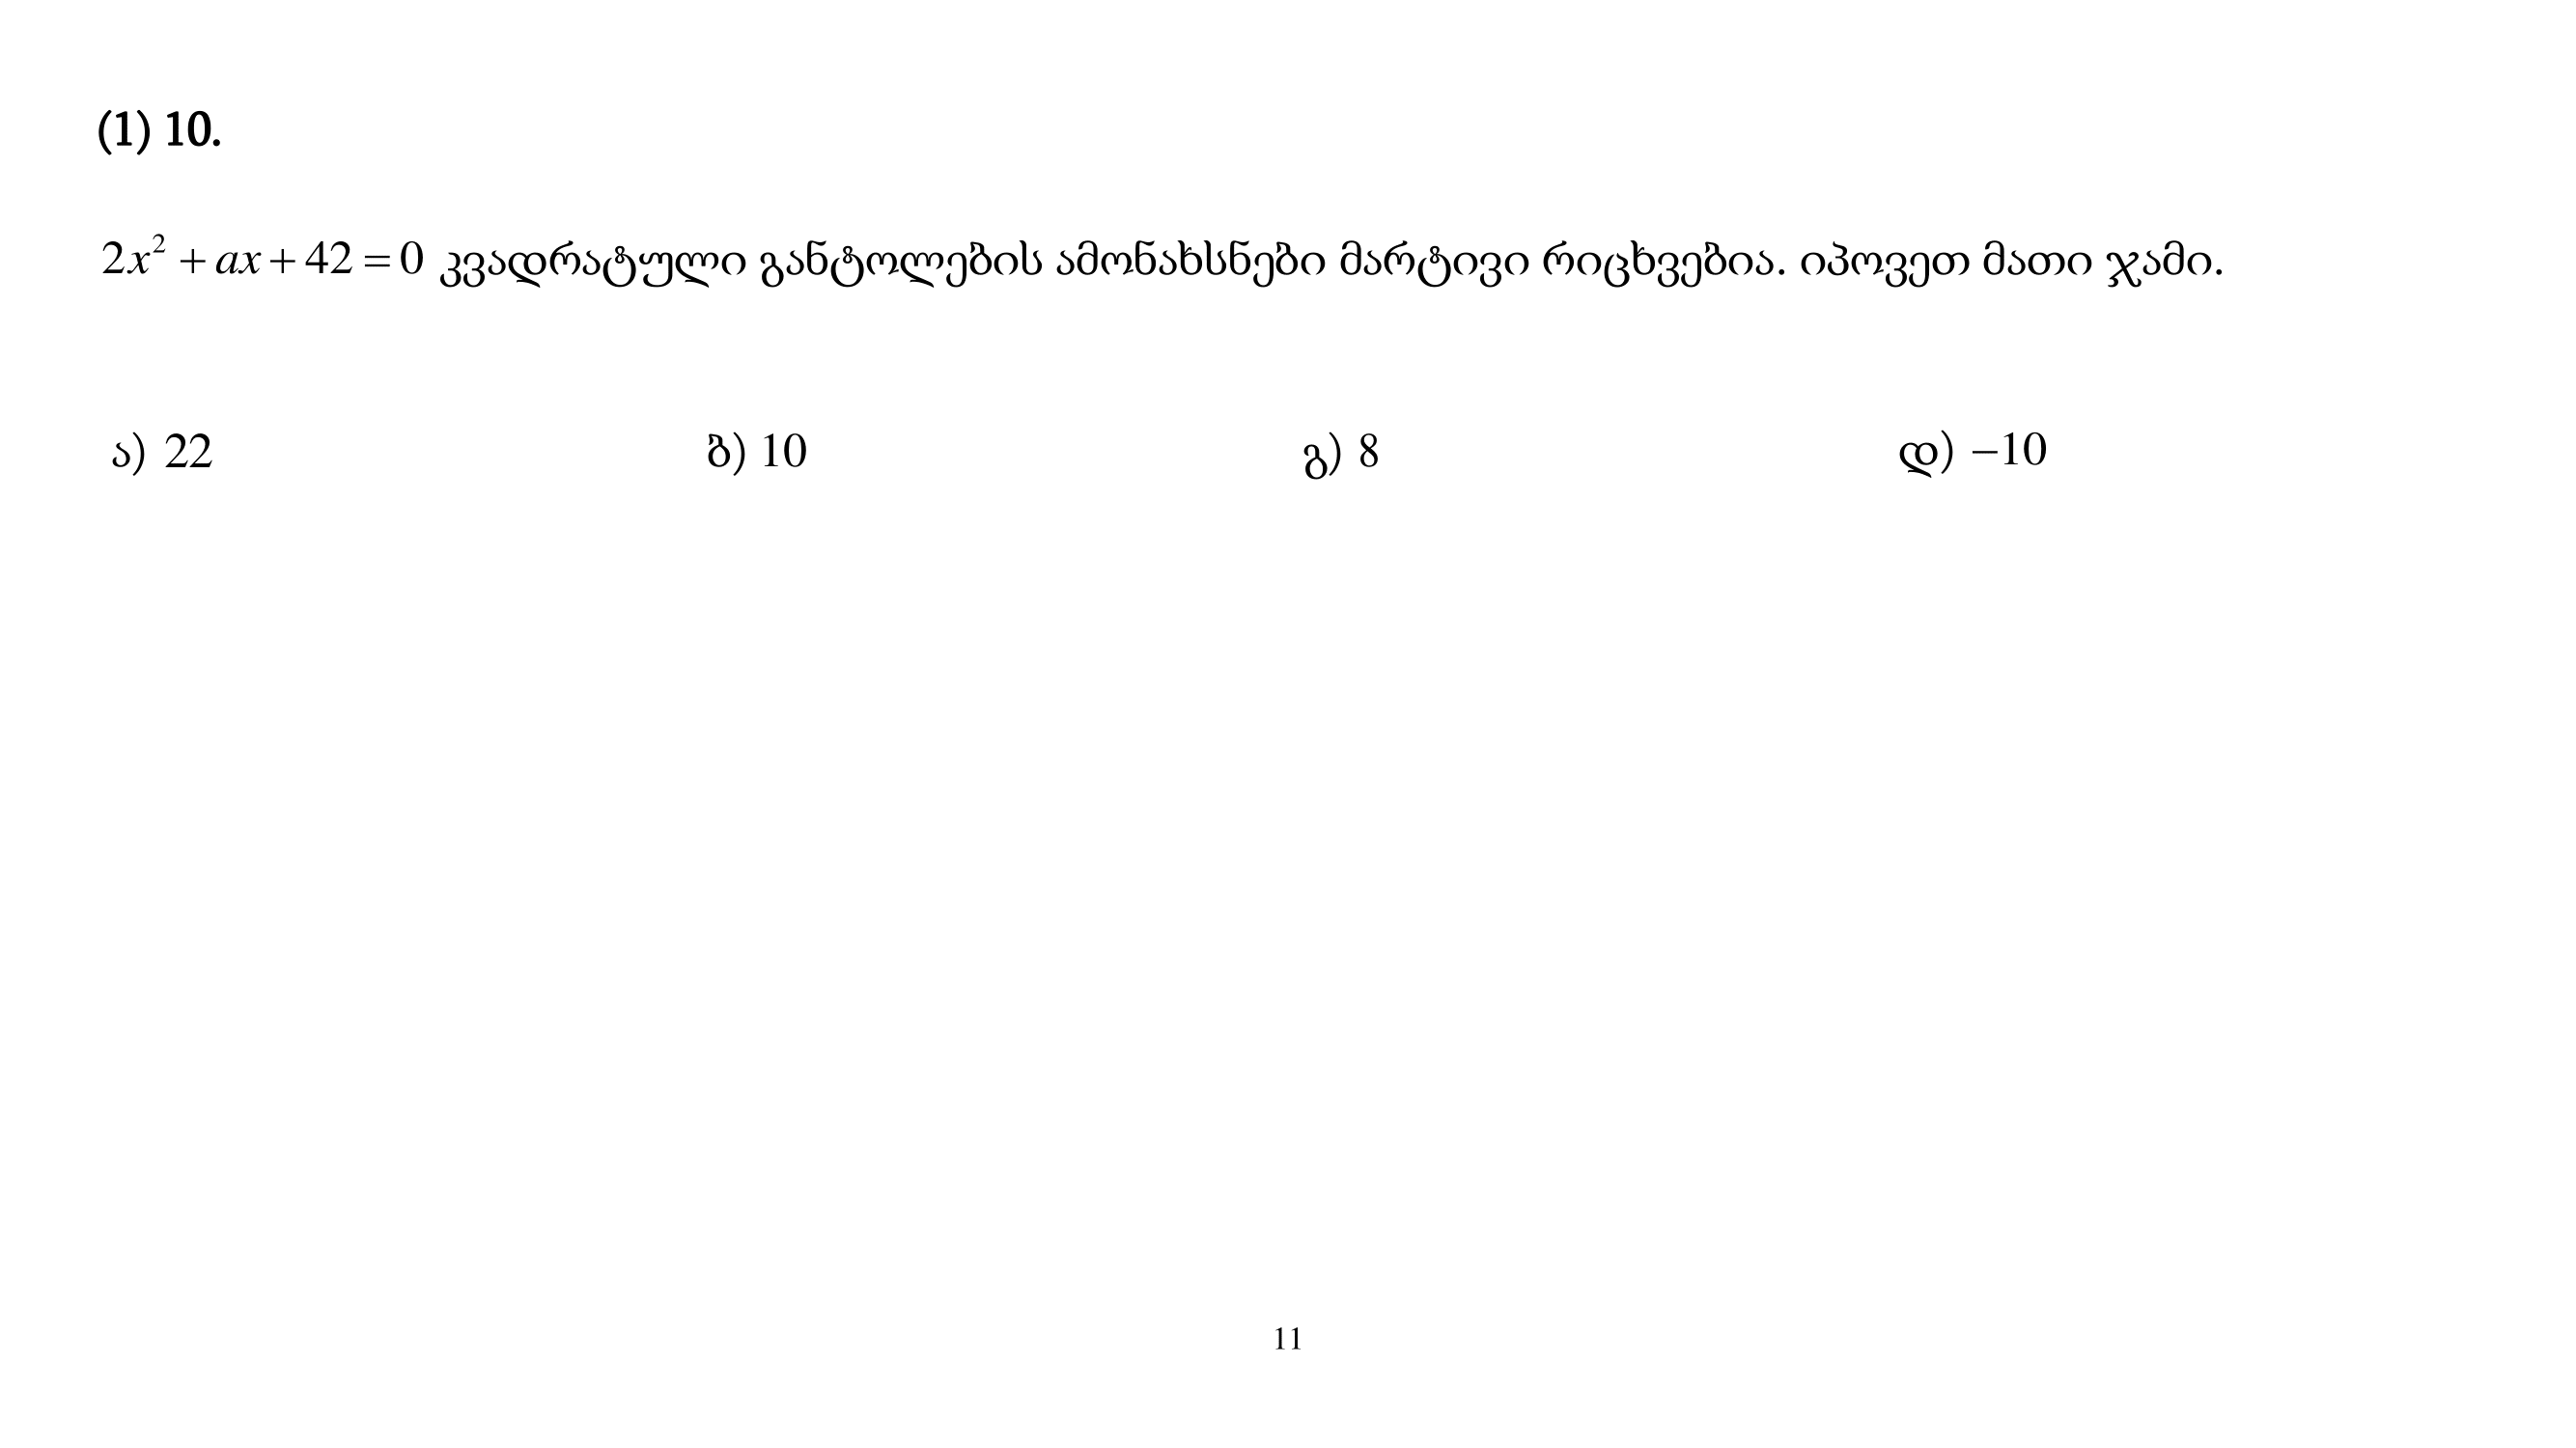 (1) 10.
2x² + ax + 42 = 0 კვადრატული განტოლების ამონახსნები მარტივი რიცხვებია. იპოვეთ მათი ჯამი.
ა) 22 ბ) 10 გ) 8 დ) −10
11